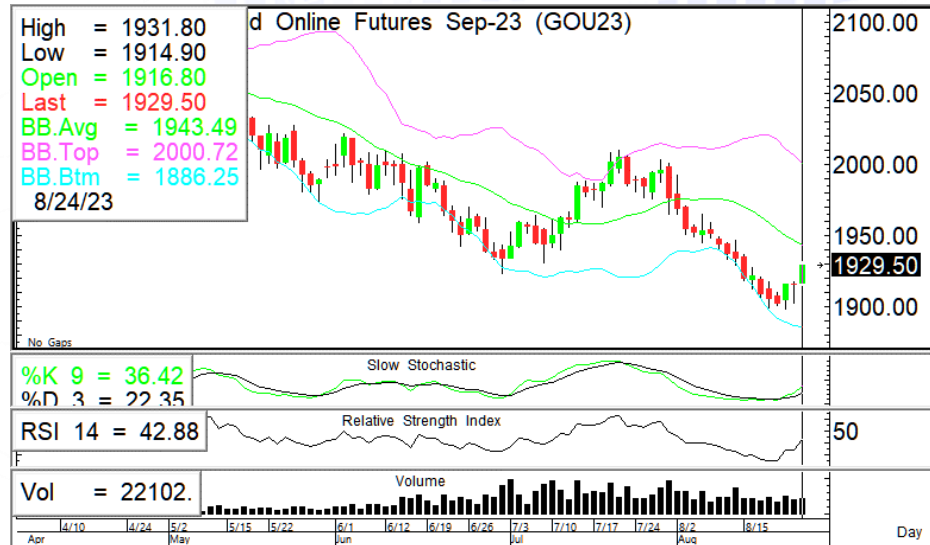 d Online Futures Sep-23 (GOU23)
High = 1931.80
Low = 1914.90
Open = 1916.80
Last = 1929.50
BB.Avg = 1943.49
BB.Top = 2000.72
BB.Btm = 1886.25
8/24/23
2100.00
2050.00
2000.00
1950.00
1929.50
1900.00
No Gaps
Slow Stochastic
%K 9 = 36.42
%D 3 = 22.35
Relative Strength Index
RSI 14 = 42.88
50
Volume
Vol = 22102.
4/10 4/24 5/2 5/15 5/22 6/1 6/12 6/19 6/26 7/3 7/10 7/17 7/24 8/2 8/15
Apr May Jun Jul Aug Day